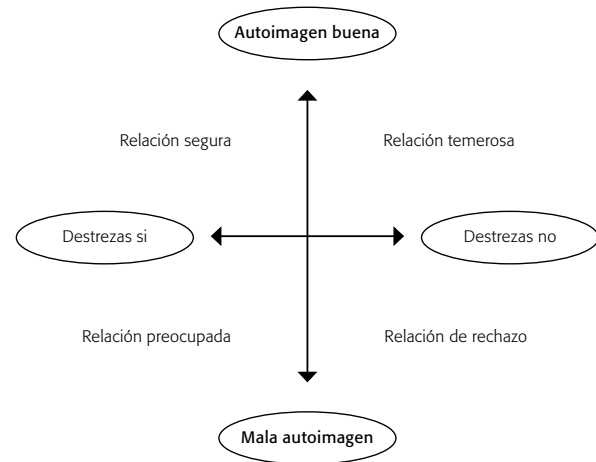 Autoimagen buena
Relación segura
Relación temerosa
Destrezas si
Destrezas no
Relación preocupada
Relación de rechazo
Mala autoimagen